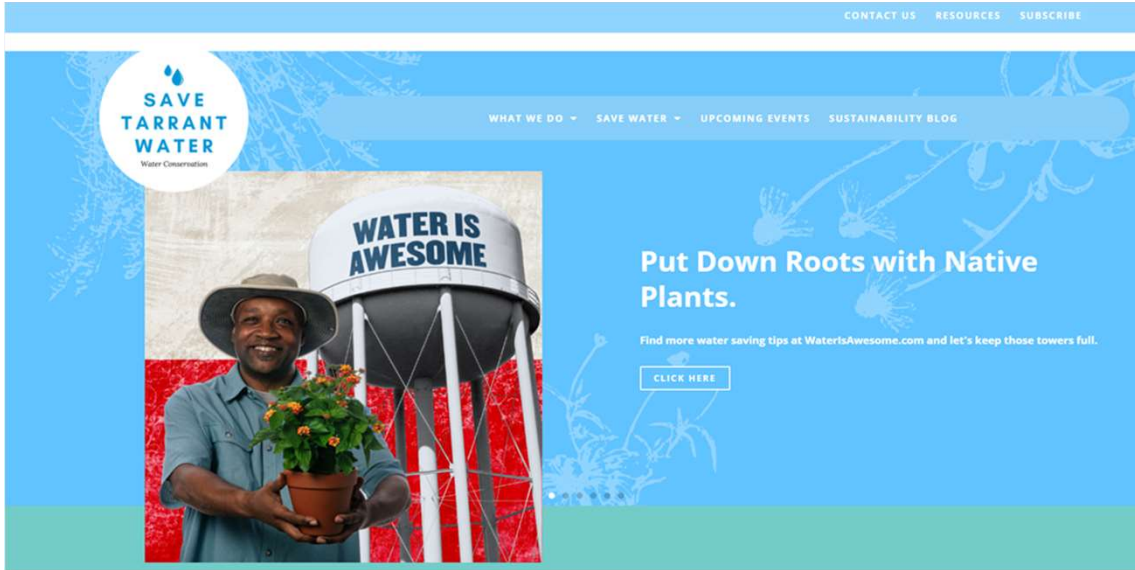 CONTACT US RESOURCES SUBSCRIBE
SAVE
TARRANT
WATER
Water Conservation
WHAT WE DO SAVE WATER UPCOMING EVENTS SUSTAINABILITY BLOG
WATER IS
AWESOME
Put Down Roots with Native
Plants.
Find more water saving tips at WaterIsAwesome.com and let's keep those towers full.
CLICK HERE